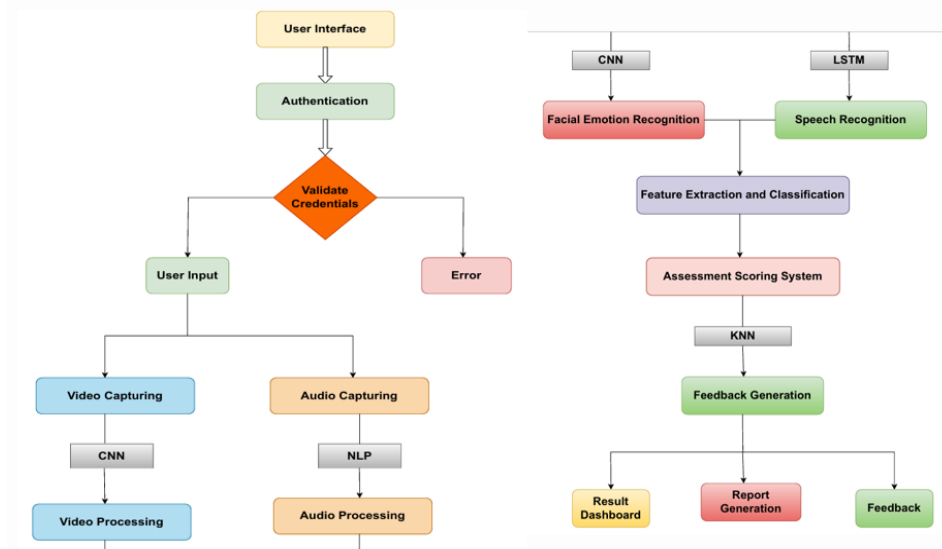 User Interface
Authentication
Validate
Credentials
User Input
Error
Video Capturing
Audio Capturing
CNN
NLP
Video Processing
Audio Processing
CNN
LSTM
Facial Emotion Recognition
Speech Recognition
Feature Extraction and Classification
Assessment Scoring System
KNN
Feedback Generation
Result
Dashboard
Report
Generation
Feedback